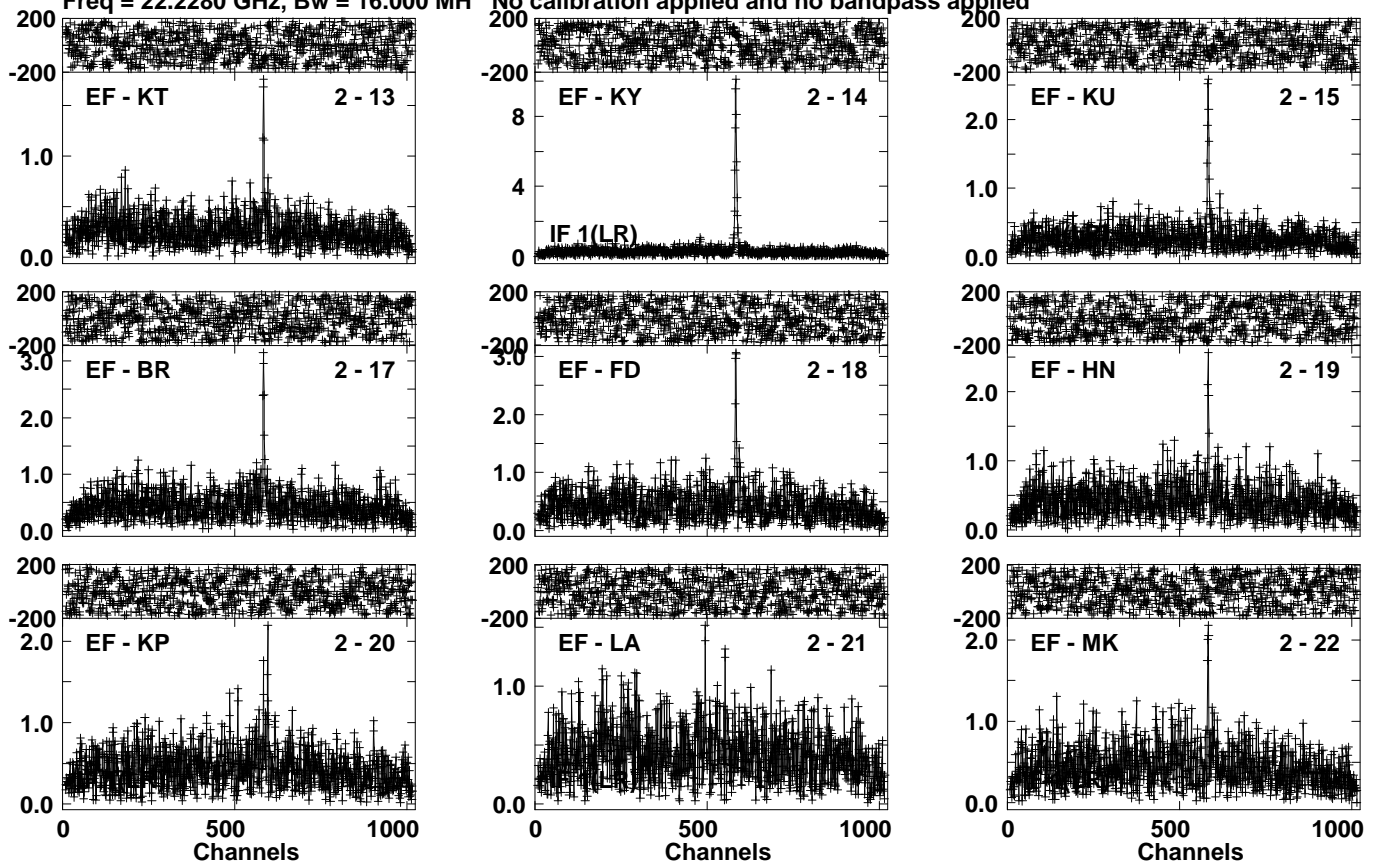 Freq = 22.2280 GHz, Bw = 16.000 MH No calibration applied and no bandpass applied
200 200 200
-200 -200 -200
EF - KT 2 - 13 EF - KY 2 - 14 EF - KU 2 - 15
8 2.0
1.0 4 1.0
IF 1(LR)
0.0 0 0.0
200 200 200
-200 -200 -200
3.0 3.0
EF - BR 2 - 17 EF - FD 2 - 18 EF - HN 2 - 19
2.0 2.0 2.0
1.0 1.0 1.0
0.0 0.0 0.0
200 200 200
-200 -200 -200
EF - KP 2 - 20 EF - LA 2 - 21 EF - MK 2 - 22
2.0 2.0
1.0 1.0 1.0
0.0 0.0 0.0
0 500 1000 0 500 1000 0 500 1000
Channels Channels Channels